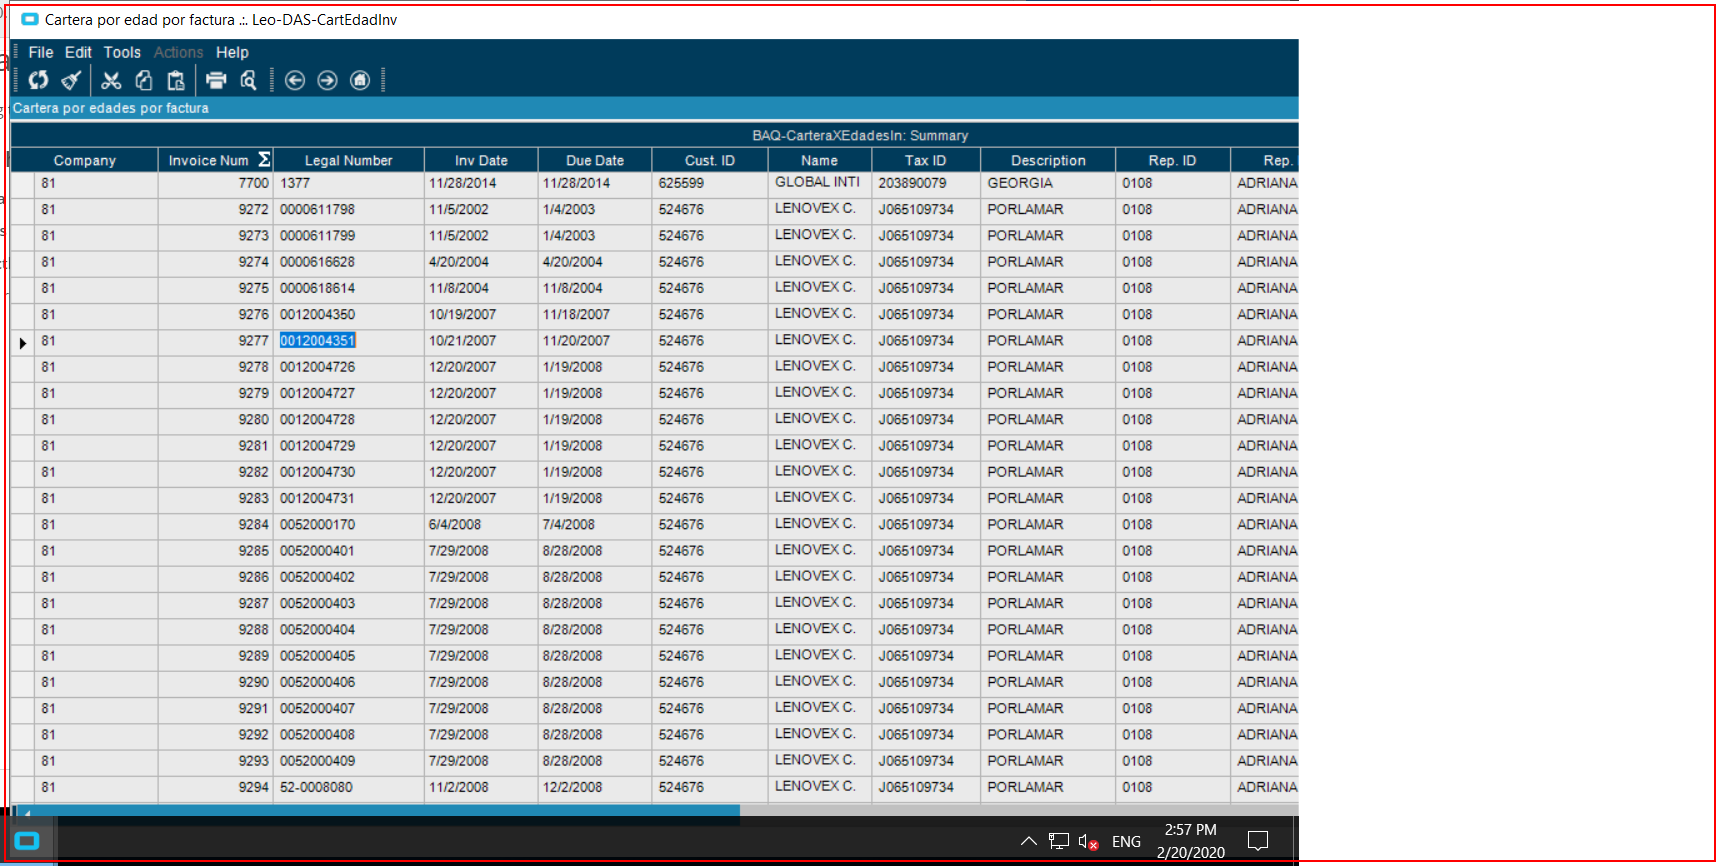 Cartera por edad por factura .:. Leo-DAS-CartEdadInv
File Edit Tools Actions Help
Cartera por edades por factura
BAQ-CarteraXEdadesIn: Summary
Company Invoice Num Σ Legal Number Inv Date Due Date Cust. ID Name Tax ID Description Rep. ID Rep.
81 7700 1377 11/28/2014 11/28/2014 625599 GLOBAL INTI 203890079 GEORGIA 0108 ADRIANA
81 9272 0000611798 11/5/2002 1/4/2003 524676 LENOVEX C. J065109734 PORLAMAR 0108 ADRIANA
81 9273 0000611799 11/5/2002 1/4/2003 524676 LENOVEX C. J065109734 PORLAMAR 0108 ADRIANA
81 9274 0000616628 4/20/2004 4/20/2004 524676 LENOVEX C. J065109734 PORLAMAR 0108 ADRIANA
81 9275 0000618614 11/8/2004 11/8/2004 524676 LENOVEX C. J065109734 PORLAMAR 0108 ADRIANA
81 9276 0012004350 10/19/2007 11/18/2007 524676 LENOVEX C. J065109734 PORLAMAR 0108 ADRIANA
81 9277 0012004351 10/21/2007 11/20/2007 524676 LENOVEX C. J065109734 PORLAMAR 0108 ADRIANA
81 9278 0012004726 12/20/2007 1/19/2008 524676 LENOVEX C. J065109734 PORLAMAR 0108 ADRIANA
81 9279 0012004727 12/20/2007 1/19/2008 524676 LENOVEX C. J065109734 PORLAMAR 0108 ADRIANA
81 9280 0012004728 12/20/2007 1/19/2008 524676 LENOVEX C. J065109734 PORLAMAR 0108 ADRIANA
81 9281 0012004729 12/20/2007 1/19/2008 524676 LENOVEX C. J065109734 PORLAMAR 0108 ADRIANA
81 9282 0012004730 12/20/2007 1/19/2008 524676 LENOVEX C. J065109734 PORLAMAR 0108 ADRIANA
81 9283 0012004731 12/20/2007 1/19/2008 524676 LENOVEX C. J065109734 PORLAMAR 0108 ADRIANA
81 9284 0052000170 6/4/2008 7/4/2008 524676 LENOVEX C. J065109734 PORLAMAR 0108 ADRIANA
81 9285 0052000401 7/29/2008 8/28/2008 524676 LENOVEX C. J065109734 PORLAMAR 0108 ADRIANA
81 9286 0052000402 7/29/2008 8/28/2008 524676 LENOVEX C. J065109734 PORLAMAR 0108 ADRIANA
81 9287 0052000403 7/29/2008 8/28/2008 524676 LENOVEX C. J065109734 PORLAMAR 0108 ADRIANA
81 9288 0052000404 7/29/2008 8/28/2008 524676 LENOVEX C. J065109734 PORLAMAR 0108 ADRIANA
81 9289 0052000405 7/29/2008 8/28/2008 524676 LENOVEX C. J065109734 PORLAMAR 0108 ADRIANA
81 9290 0052000406 7/29/2008 8/28/2008 524676 LENOVEX C. J065109734 PORLAMAR 0108 ADRIANA
81 9291 0052000407 7/29/2008 8/28/2008 524676 LENOVEX C. J065109734 PORLAMAR 0108 ADRIANA
81 9292 0052000408 7/29/2008 8/28/2008 524676 LENOVEX C. J065109734 PORLAMAR 0108 ADRIANA
81 9293 0052000409 7/29/2008 8/28/2008 524676 LENOVEX C. J065109734 PORLAMAR 0108 ADRIANA
81 9294 52-0008080 11/2/2008 12/2/2008 524676 LENOVEX C. J065109734 PORLAMAR 0108 ADRIANA
ENG
2:57 PM
2/20/2020